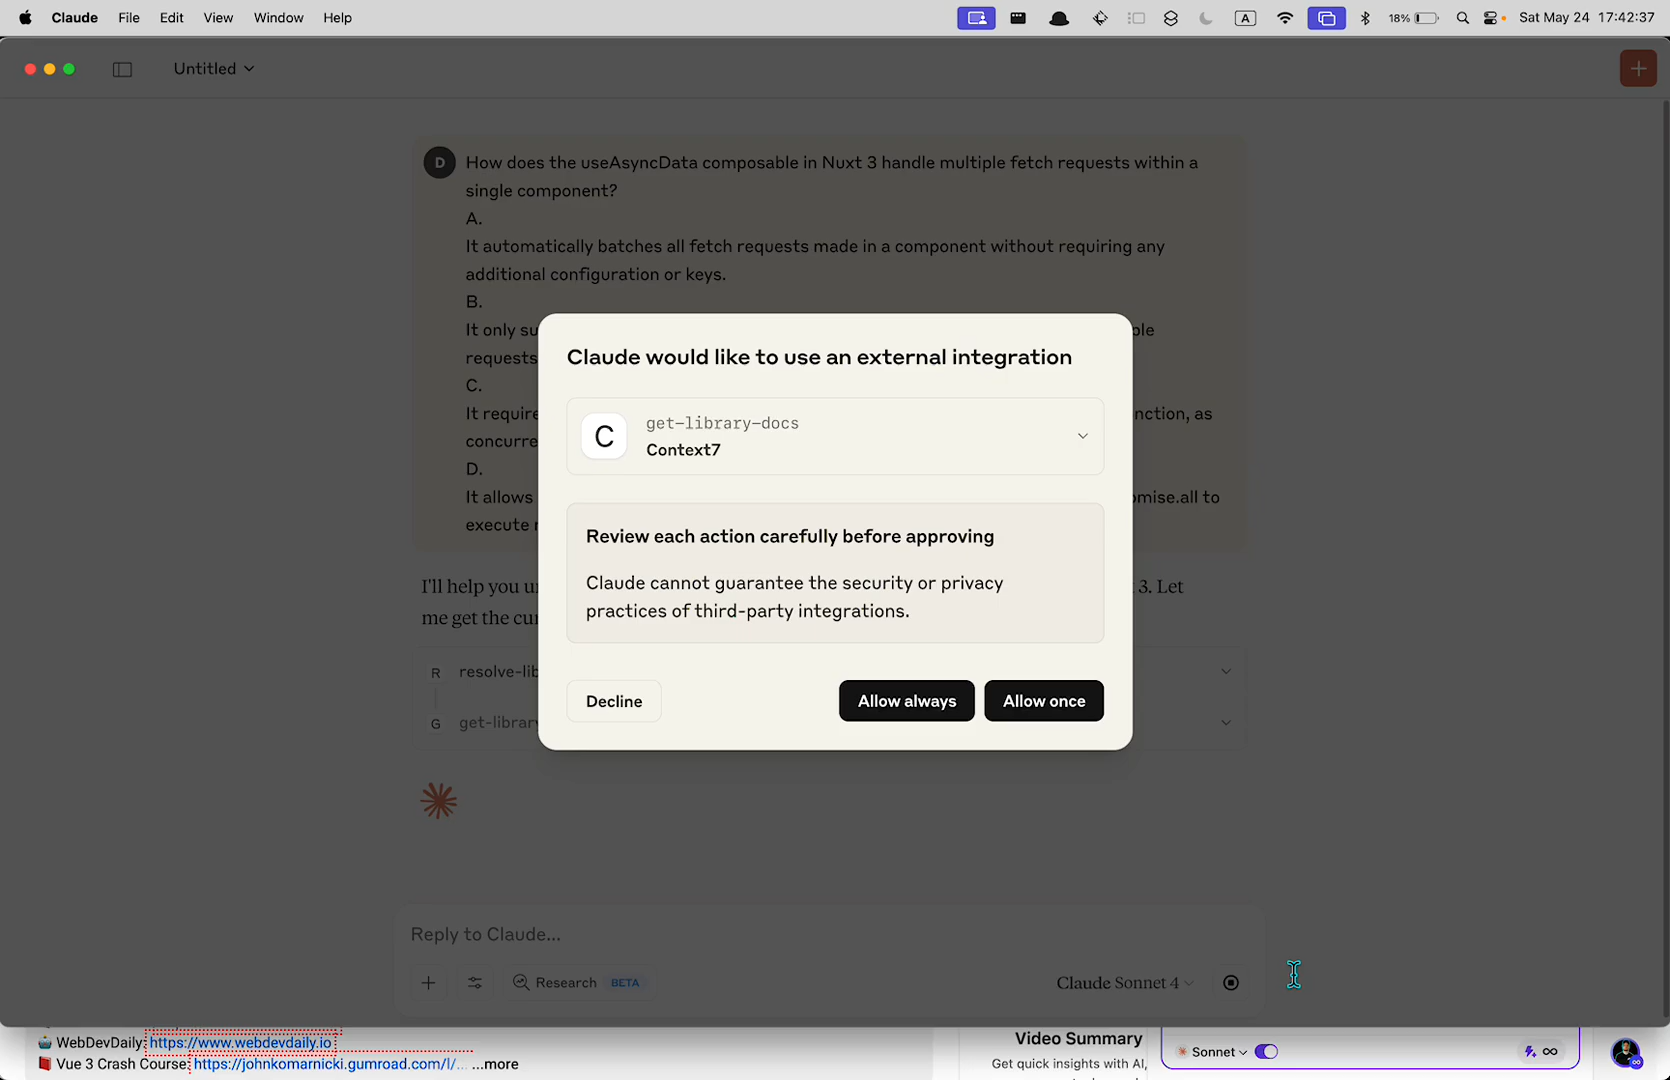 Claude File Edit View Window Help A 18% Sat May 24 17:42:37
Untitled
D How does the useAsyncData composable in Nuxt 3 handle multiple fetch requests within a
single component?
A.
It automatically batches all fetch requests made in a component without requiring any
additional configuration or keys.
B.
It only
requests
C.
It nction, as
D.
It allows omise.all to
execute
Claude would like to use an external integration
C get-library-docs
Context7
Review each action carefully before approving
Claude cannot guarantee the security or privacy
practices of third-party integrations.
Decline Allow always Allow once
I'll help you 3. Let
me get the
R resolve-lib
G get-library
Reply to Claude...
Research BETA Claude Sonnet 4
WebDevDaily: https://www.webdevdaily.io
Vue 3 Crash Course: https://johnkomarnicki.gumroad.com/l/... ...more
Video Summary
Get quick insights with AI,
Sonnet